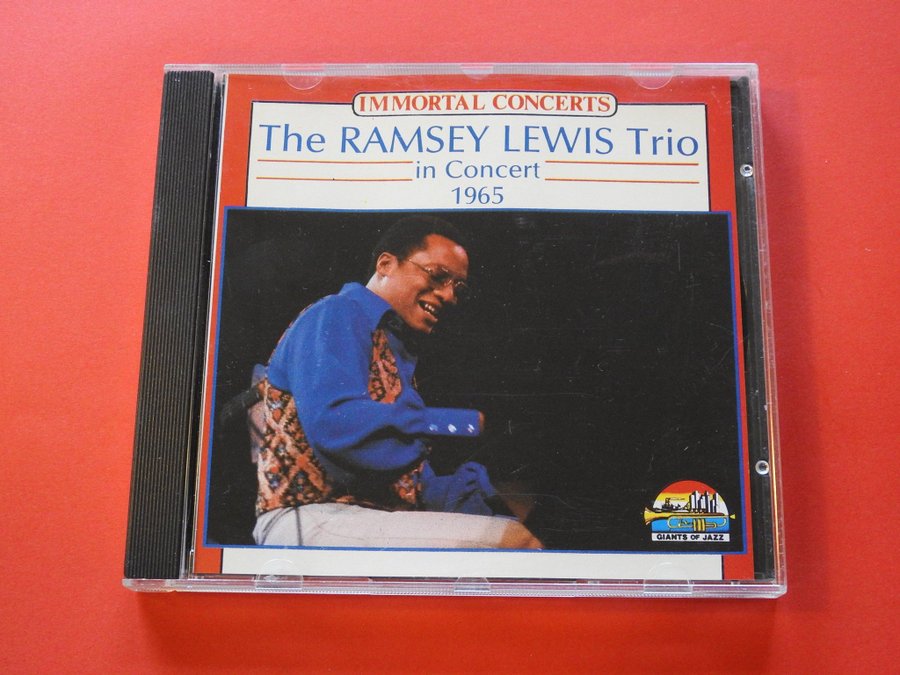 IMMORTAL CONCERTS
The RAMSEY LEWIS Trio
in Concert
1965
GIANTS OF JAZZ